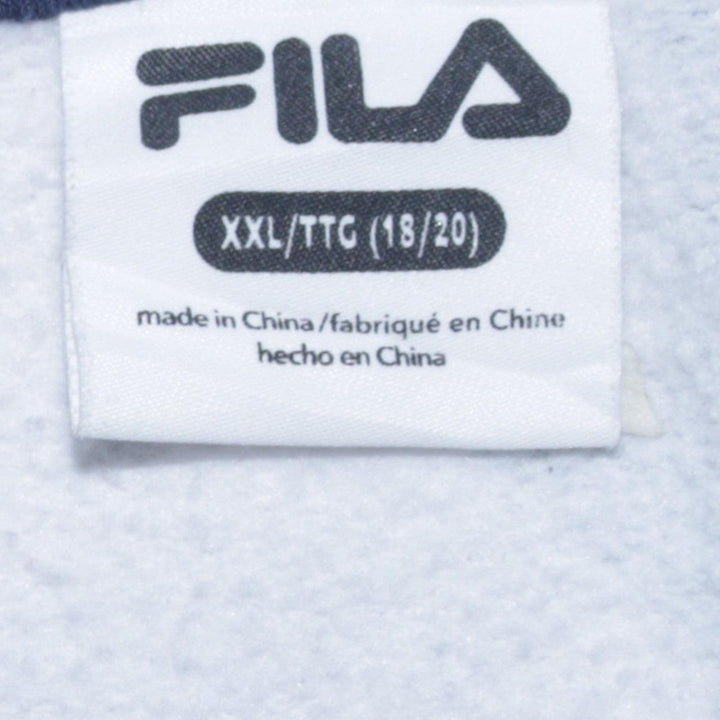 FILA
XXL/TTG (18/20)
made in China/fabriqué en Chine
hecho en China